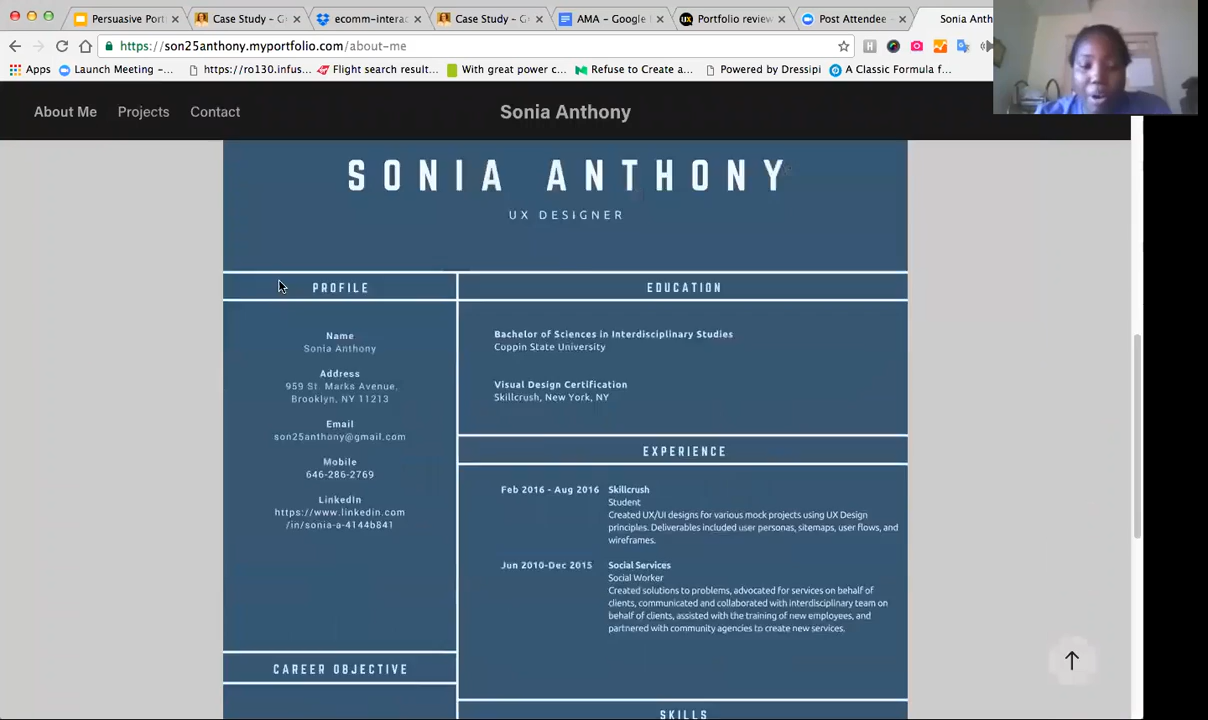 Persuasive Port
Case Study - G
ecomm-interac
Case Study - G
AMA - Google
Portfolio review
Post Attendee -
Sonia Anth
https://son25anthony.myportfolio.com/about-me
Apps
Launch Meeting -...
https://ro130.infus...
Flight search result...
With great power c...
Refuse to Create a...
Powered by Dressipi
A Classic Formula f...
About Me Projects Contact
Sonia Anthony
SONIA ANTHONY
UX DESIGNER
PROFILE
Name
Sonia Anthony
Address
959 St Marks Avenue,
Brooklyn, NY 11213
Email
son25anthony@gmail.com
Mobile
646-286-2769
LinkedIn
https://www.linkedin.com
/in/sonia-a-4144b841
CAREER OBJECTIVE
EDUCATION
Bachelor of Sciences in Interdisciplinary Studies
Coppin State University
Visual Design Certification
Skillcrush, New York, NY
EXPERIENCE
Feb 2016 - Aug 2016 Skillcrush
Student
Created UX/UI designs for various mock projects using UX Design
principles. Deliverables included user personas, sitemaps, user flows, and
wireframes.
Jun 2010-Dec 2015 Social Services
Social Worker
Created solutions to problems, advocated for services on behalf of
clients, communicated and collaborated with interdisciplinary team on
behalf of clients, assisted with the training of new employees, and
partnered with community agencies to create new services.
SKILLS